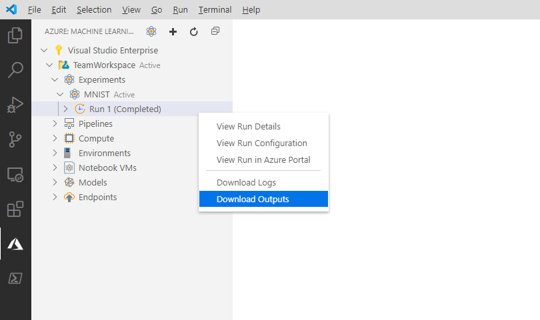 File Edit Selection View Go Run Terminal Help
AZURE: MACHINE LEARNI...
Visual Studio Enterprise
TeamWorkspace Active
Experiments
MNIST Active
Run 1 (Completed)
Pipelines
Compute
Environments
Notebook VMs
Models
Endpoints
View Run Details
View Run Configuration
View Run in Azure Portal
Download Logs
Download Outputs